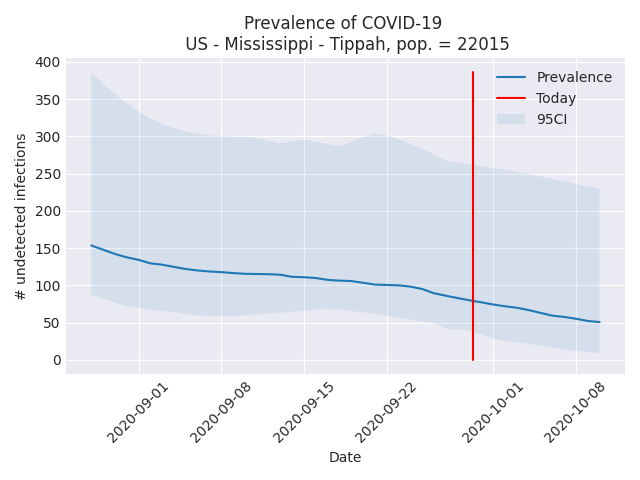 Prevalence of COVID-19
US - Mississippi - Tippah, pop. = 22015
400
350
300
250
200
150
100
50
0
# undetected infections
Prevalence
Today
95CI
2020-09-01
2020-09-08
2020-09-15
2020-09-22
2020-10-01
2020-10-08
Date